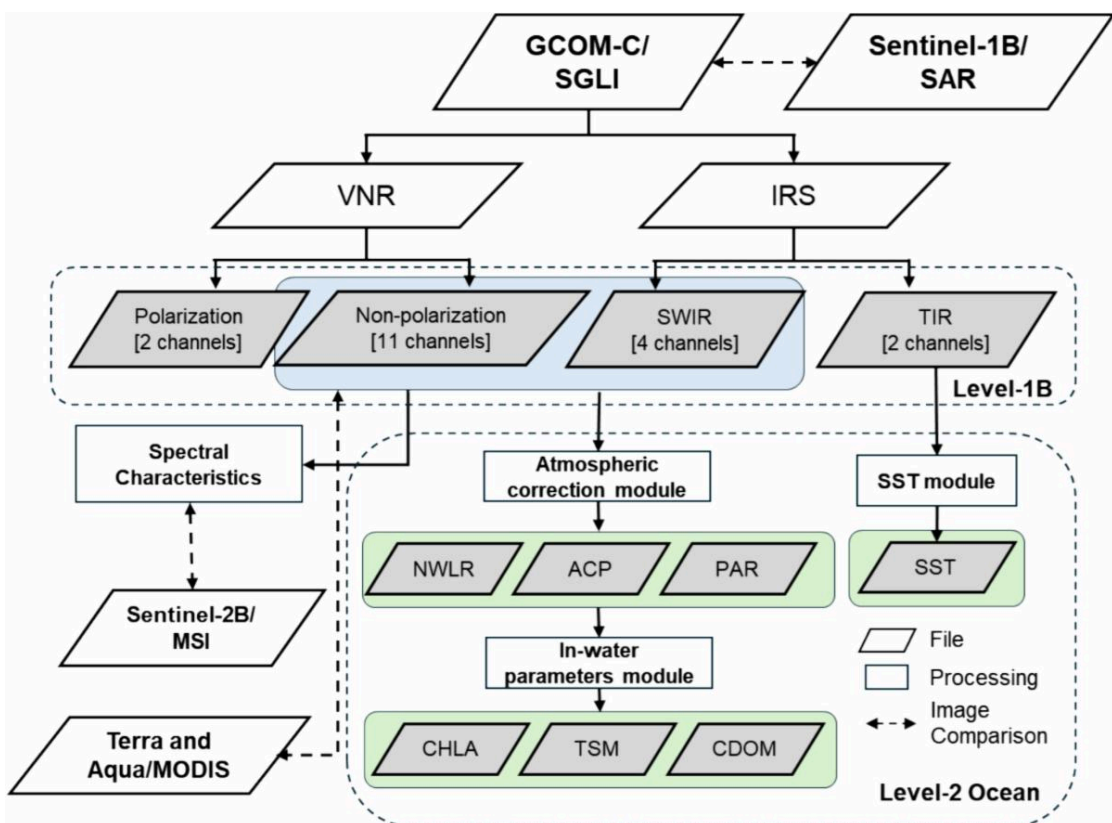 GCOM-C/
SGLI
Sentinel-1B/
SAR
VNR
IRS
Polarization
[2 channels]
Non-polarization
[11 channels]
SWIR
[4 channels]
TIR
[2 channels]
Level-1B
Spectral
Characteristics
Atmospheric
correction module
SST module
NWLR
ACP
PAR
SST
Sentinel-2B/
MSI
In-water
parameters module
File
Processing
Image
Comparison
Terra and
Aqua/MODIS
CHLA
TSM
CDOM
Level-2 Ocean